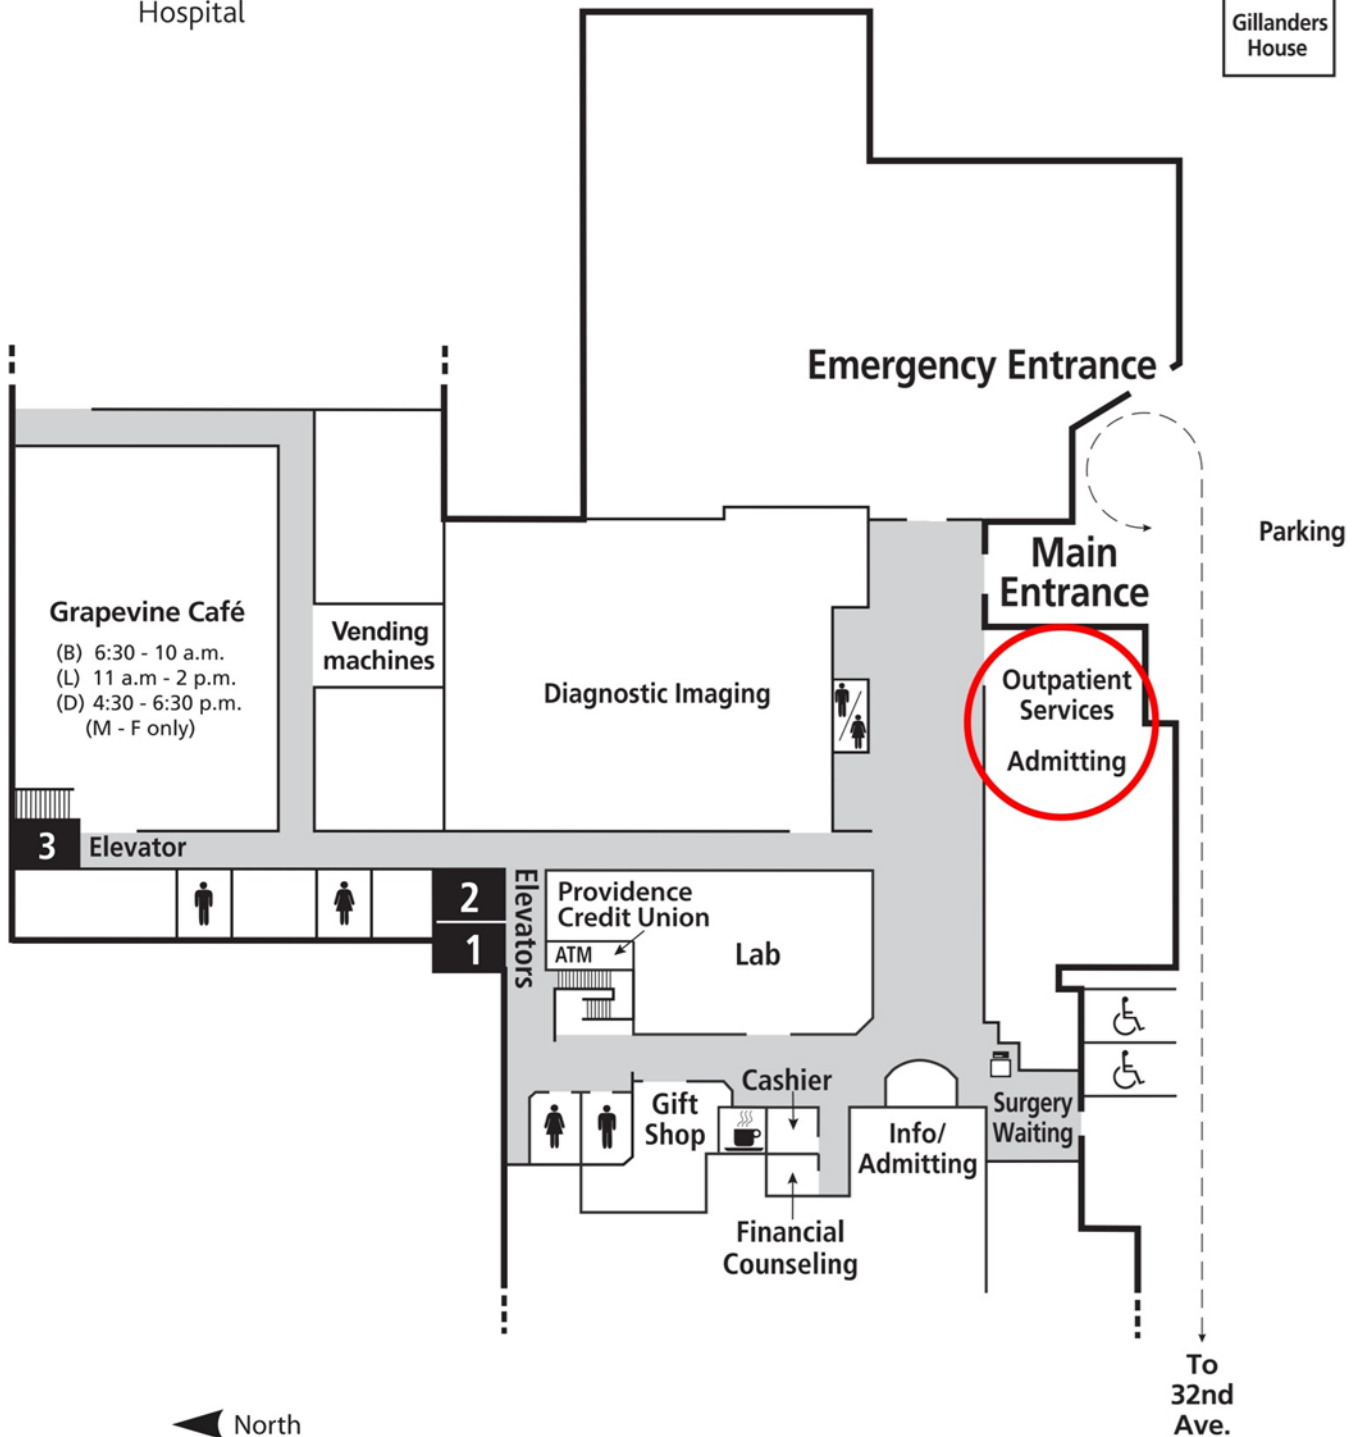 Hospital
Gillanders
House
Emergency Entrance
Parking
Main
Entrance
Grapevine Café
(B) 6:30 - 10 a.m.
(L) 11 a.m - 2 p.m.
(D) 4:30 - 6:30 p.m.
(M - F only)
Vending
machines
Diagnostic Imaging
Outpatient
Services
Admitting
3 Elevator
2
1
Elevators
Providence
Credit Union
ATM
Lab
Cashier
Gift
Shop
Info/
Admitting
Surgery
Waiting
Financial
Counseling
To
32nd
Ave.
North